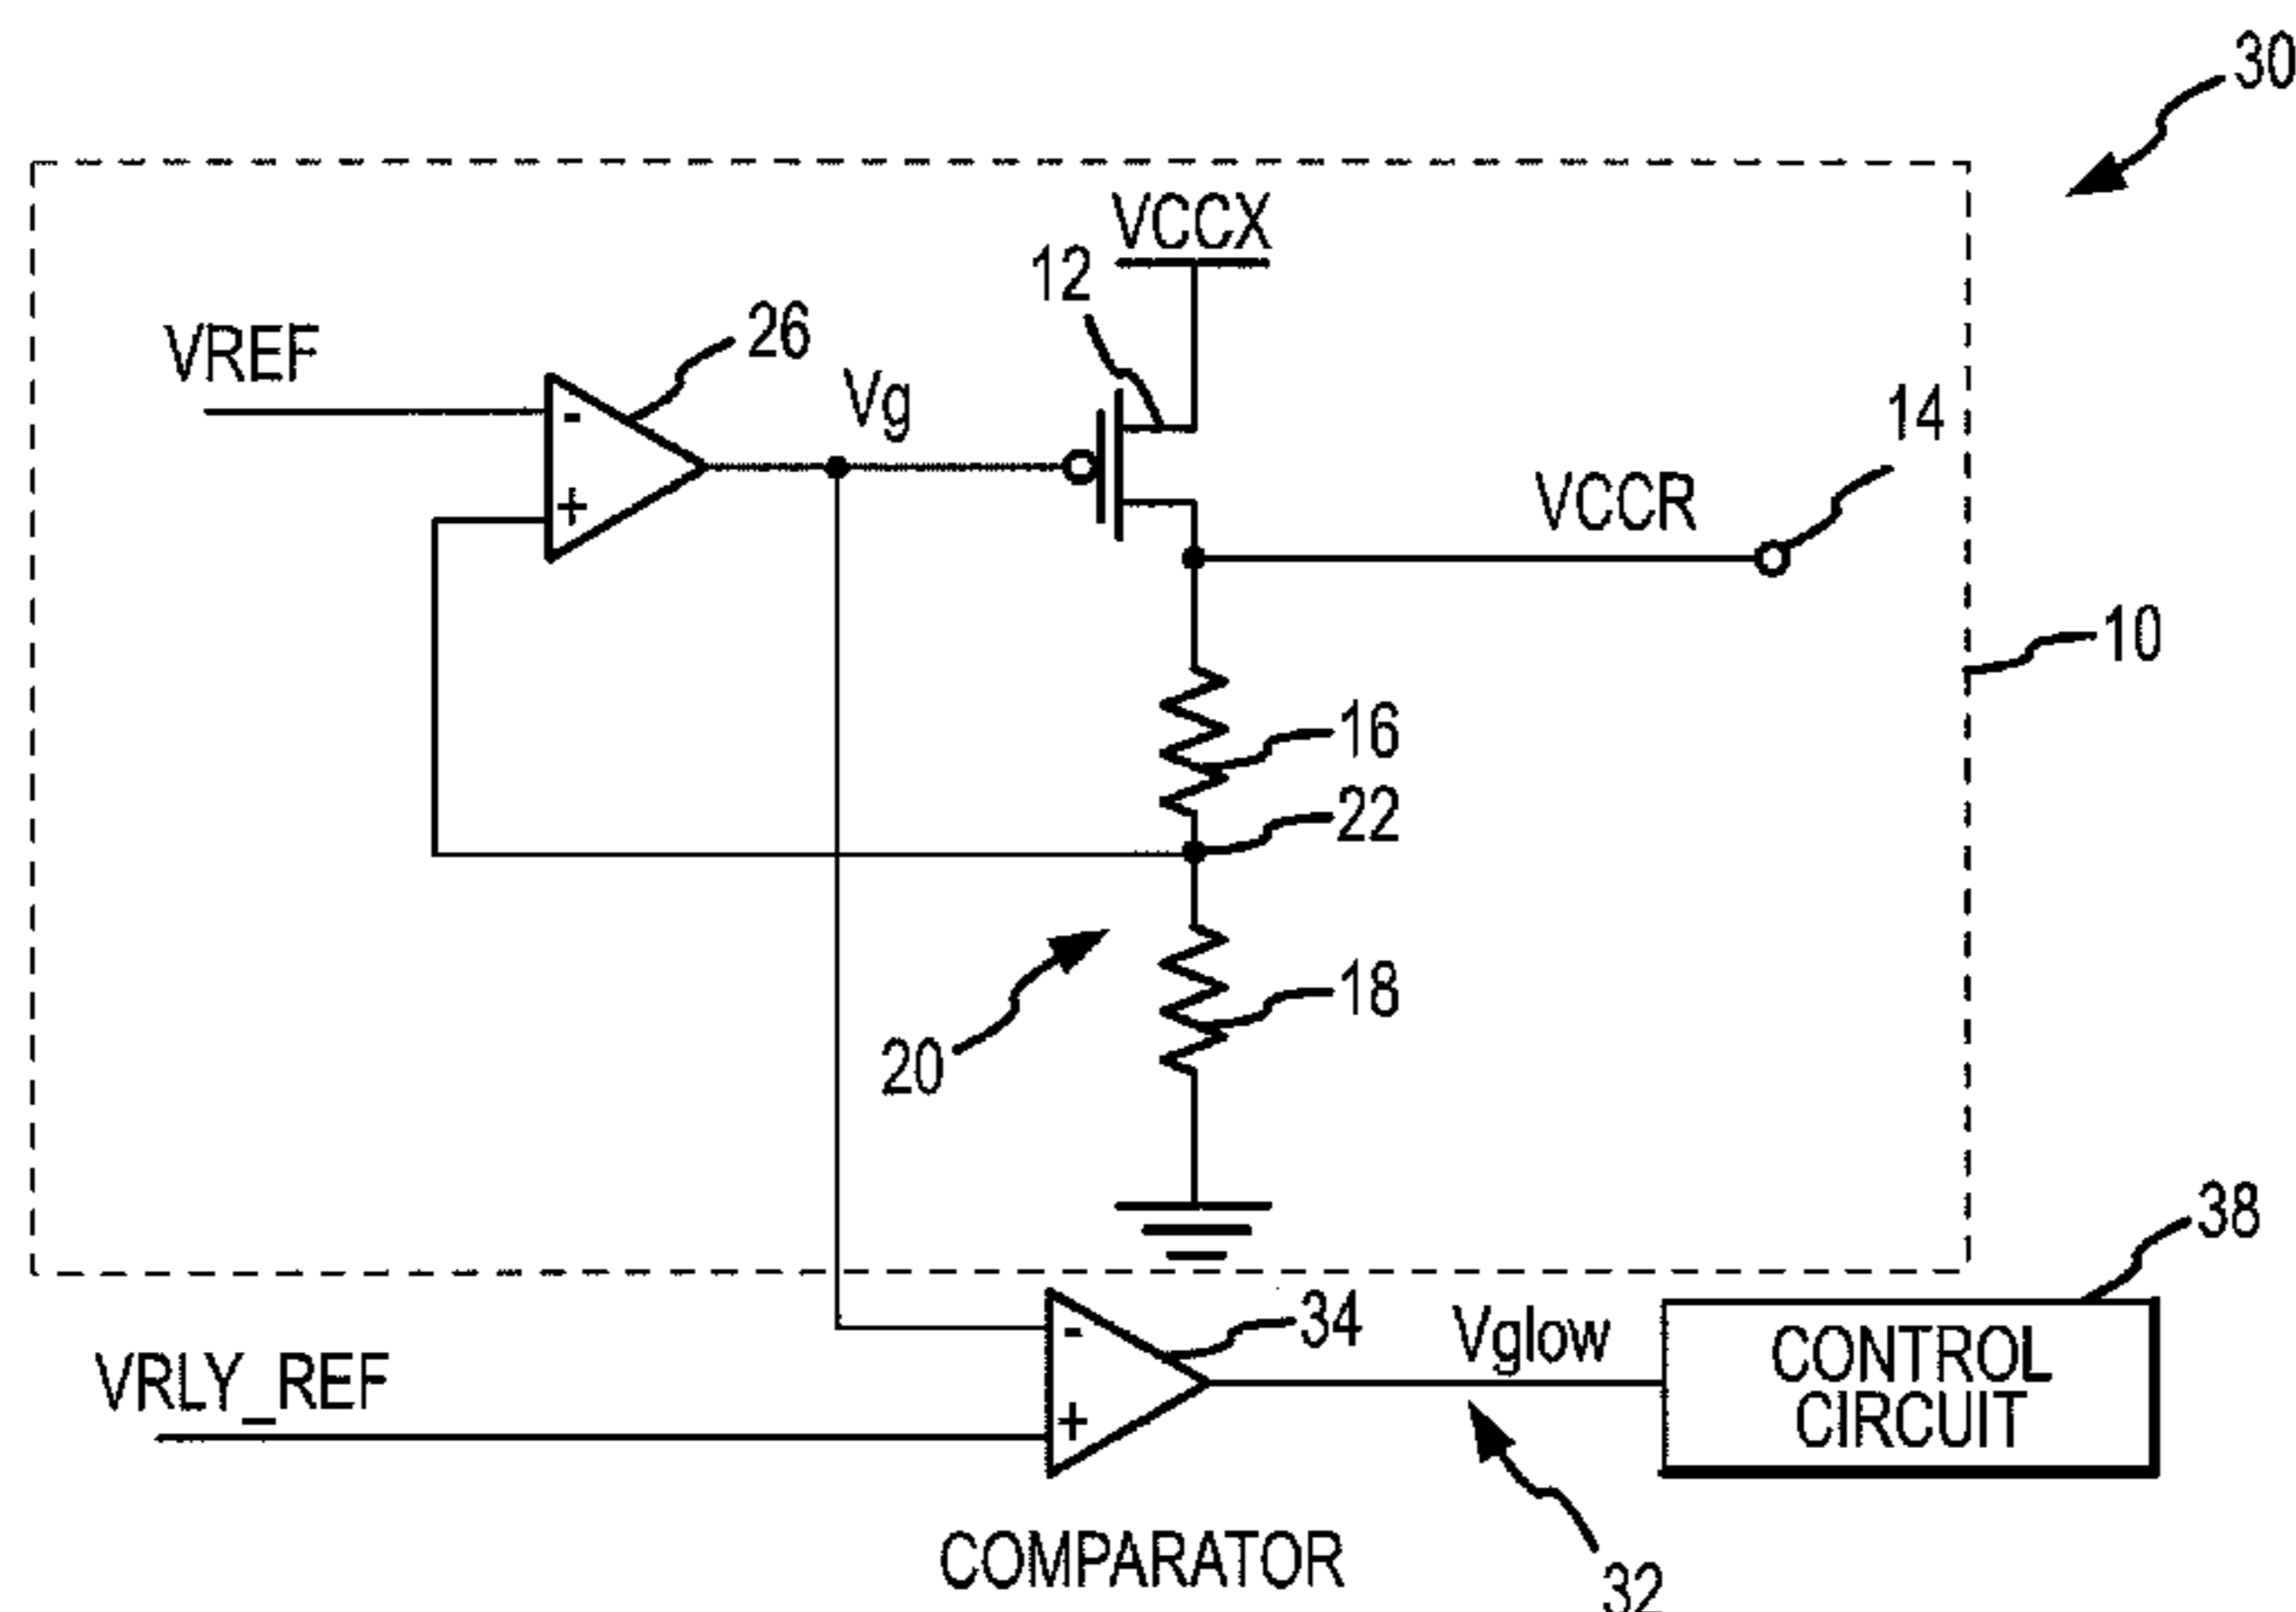 30
VCCX
12
VREF
26
Vg
14
VCCR
10
-
+
16
22
18
20
38
34
Vglow
CONTROL
CIRCUIT
VRLY_REF
-
+
COMPARATOR
32